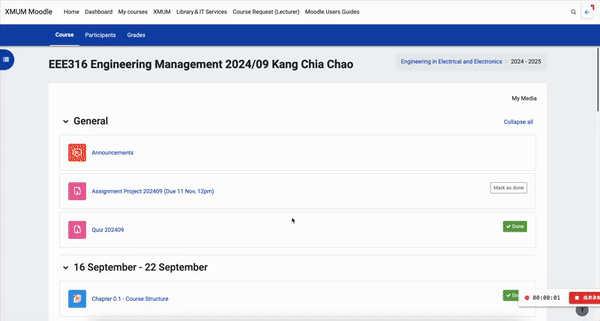 XMUM Moodle Home Dashboard My courses XMUM Library & IT Services Course Request (Lecturer) Moodle Users Guides
Course Participants Grades
EEE316 Engineering Management 2024/09 Kang Chia Chao
Engineering in Electrical and Electronics / 2024 - 2025
My Media
General
Collapse all
Announcements
Assignment Project 202409 (Due 11 Nov, 12pm)
Mark as done
Quiz 202409
Done
16 September - 22 September
Chapter 0.1 - Course Structure
00:00:01
?